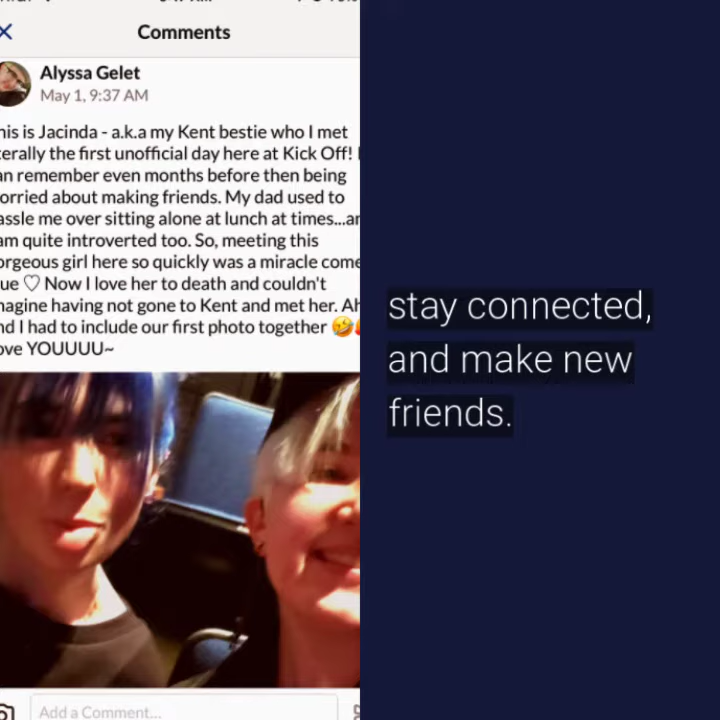 Comments
Alyssa Gelet
May 1, 9:37 AM
his is Jacinda - a.k.a my Kent bestie who I met
terally the first unofficial day here at Kick Off! I
an remember even months before then being
orried about making friends. My dad used to
assle me over sitting alone at lunch at times...an
am quite introverted too. So, meeting this
orgeous girl here so quickly was a miracle come
ue ♡ Now I love her to death and couldn't
nagine having not gone to Kent and met her. Ah
nd I had to include our first photo together 🤣
ove YOUUUU~
Add a Comment...
stay connected,
and make new
friends.